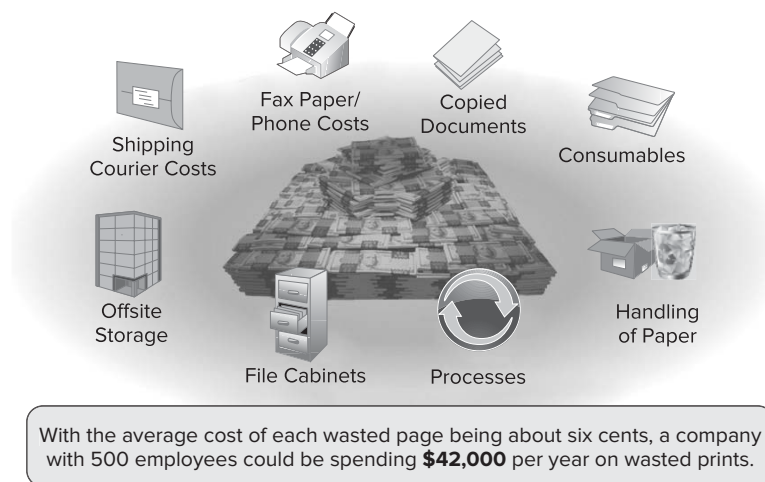 Fax Paper/
Phone Costs
Copied
Documents
Shipping
Courier Costs
Consumables
Offsite
Storage
Handling
of Paper
File Cabinets
Processes
With the average cost of each wasted page being about six cents, a company
with 500 employees could be spending $42,000 per year on wasted prints.